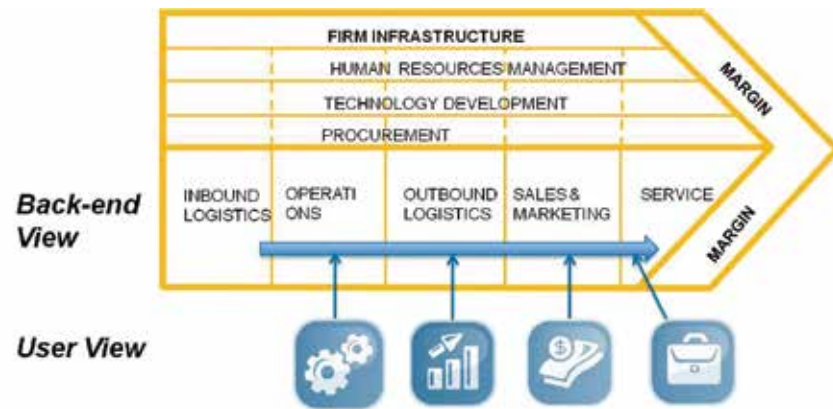 FIRM INFRASTRUCTURE
HUMAN RESOURCES MANAGEMENT
TECHNOLOGY DEVELOPMENT
PROCUREMENT
MARGIN
INBOUND
LOGISTICS
OPERATI
ONS
OUTBOUND
LOGISTICS
SALES &
MARKETING
SERVICE
MARGIN
Back-end
View
User View
$